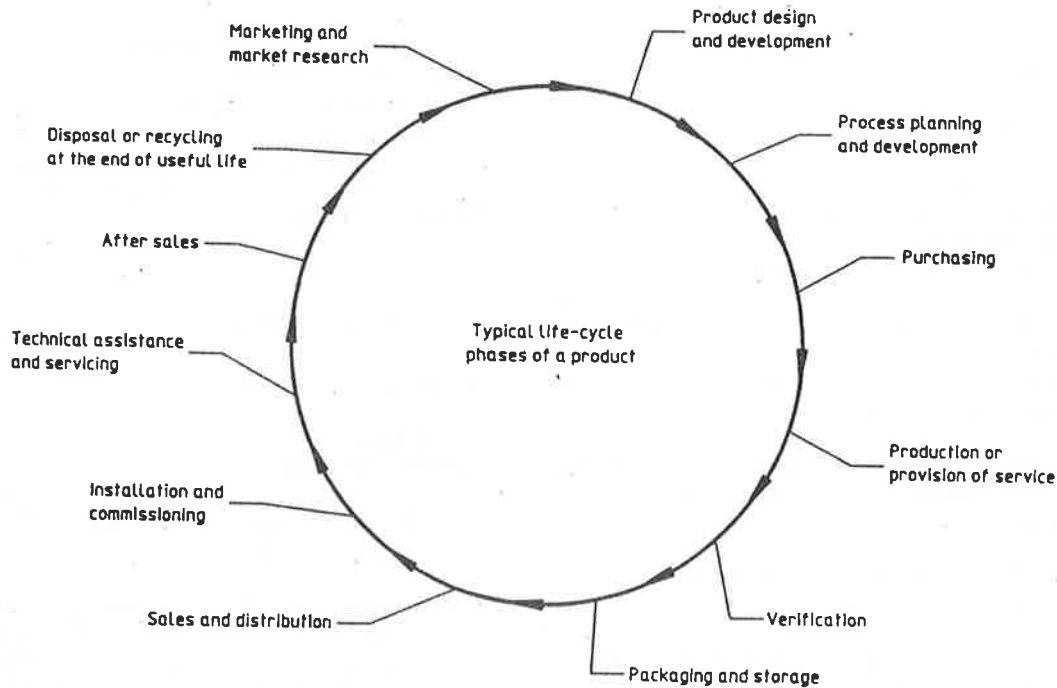 Marketing and
market research
Product design
and development
Process planning
and development
Purchasing
Production or
provision of service
Verification
Packaging and storage
Sales and distribution
Installation and
commissioning
Technical assistance
and servicing
After sales
Disposal or recycling
at the end of useful life
Typical life-cycle
phases of a product